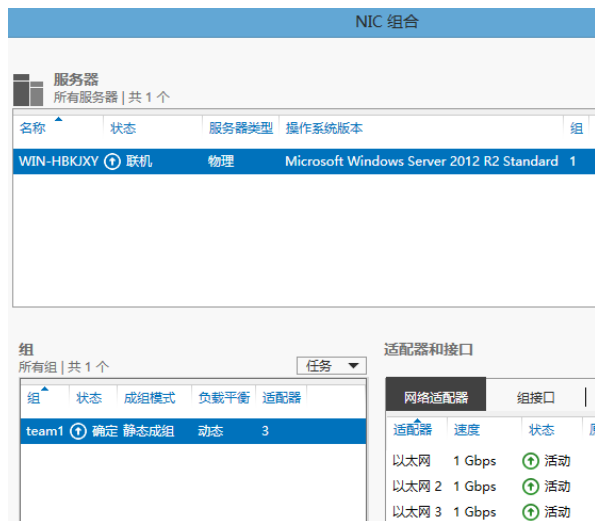 NIC 组合
服务器
所有服务器 | 共 1 个
名称 状态 服务器类型 操作系统版本 组
WIN-HBKJXY 联机 物理 Microsoft Windows Server 2012 R2 Standard 1
组
所有组 | 共 1 个
任务
组 状态 成组模式 负载平衡 适配器
team1 确定 静态成组 动态 3
适配器和接口
网络适配器 组接口
适配器 速度 状态
以太网 1 Gbps 活动
以太网 2 1 Gbps 活动
以太网 3 1 Gbps 活动